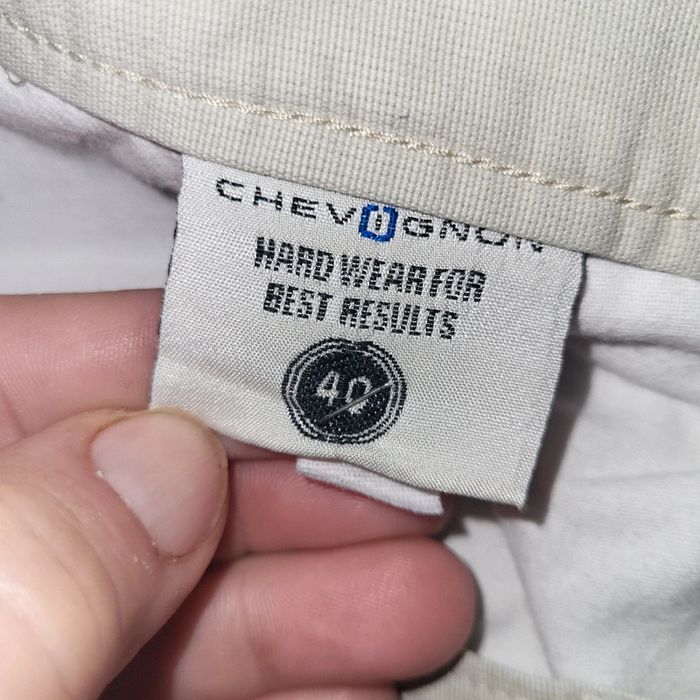 CHEVIGNON
HARD WEAR FOR
BEST RESULTS
40